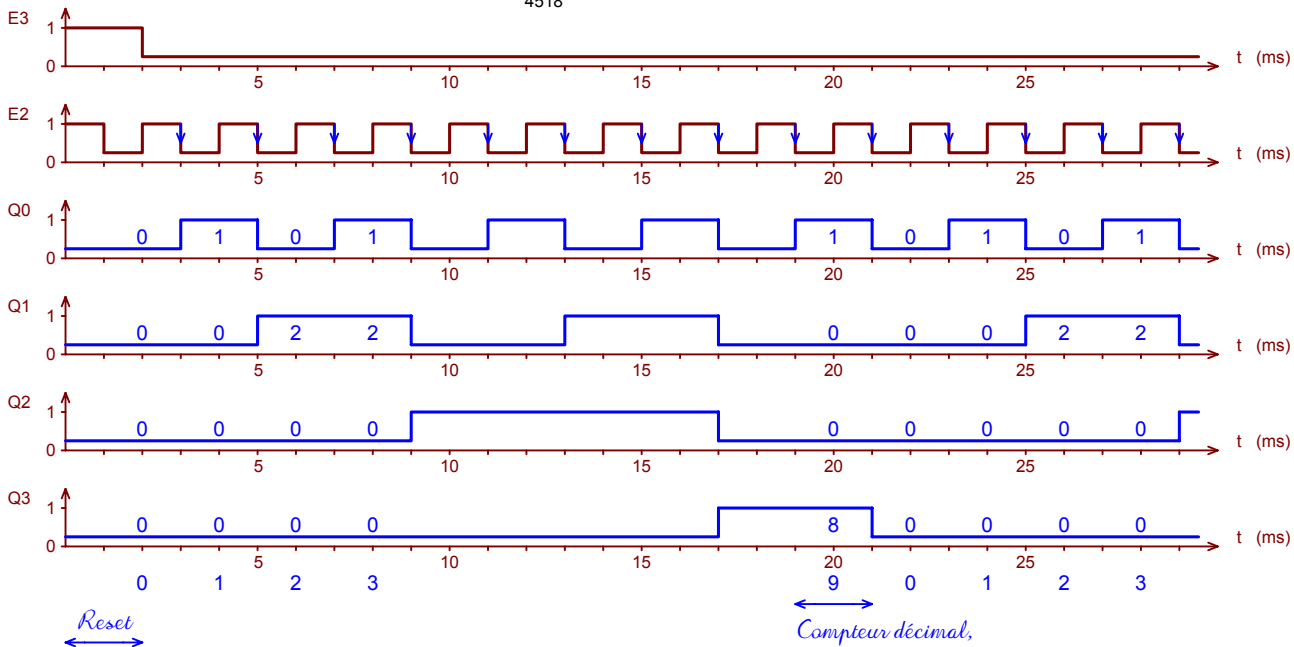 4518
E3 1 0 5 10 15 20 25 t (ms)
E2 1 0 5 10 15 20 25 t (ms)
Q0 1 0 0 1 0 1 1 0 1 0 1 5 10 15 20 25 t (ms)
Q1 1 0 0 0 2 2 0 0 0 2 2 5 10 15 20 25 t (ms)
Q2 1 0 0 0 0 0 0 0 0 0 0 5 10 15 20 25 t (ms)
Q3 1 0 0 0 0 0 8 0 0 0 0 5 10 15 20 25 t (ms)
0 1 2 3 9 0 1 2 3
Reset
Compteur décimal,